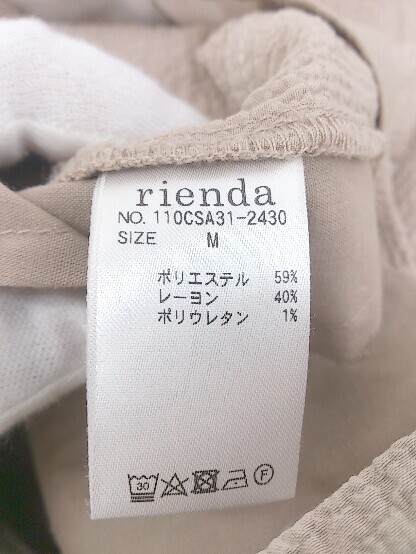 rienda
NO. 110CSA31-2430
SIZE M
ポリエステル 59%
レーヨン 40%
ポリウレタン 1%
30 F